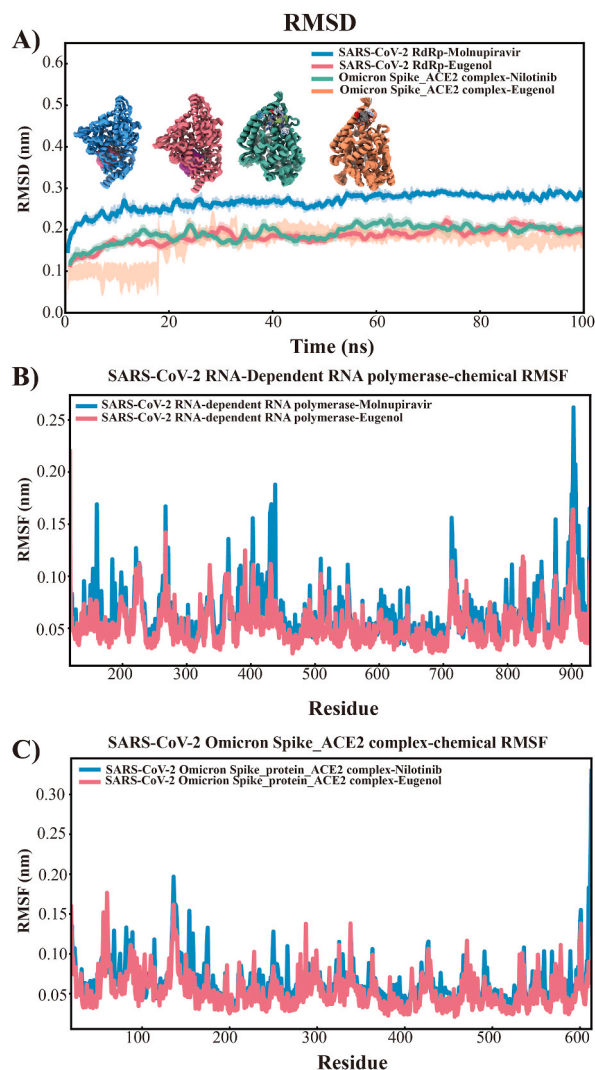 RMSD
A)
SARS-CoV-2 RdRp-Molnupiravir
SARS-CoV-2 RdRp-Eugenol
Omicron Spike_ACE2 complex-Nilotinib
Omicron Spike_ACE2 complex-Eugenol
RMSD (nm)
0.6
0.5
0.4
0.3
0.2
0.1
0.0
0 20 40 60 80 100
Time (ns)
B)
SARS-CoV-2 RNA-Dependent RNA polymerase-chemical RMSF
SARS-CoV-2 RNA-dependent RNA polymerase-Molnupiravir
SARS-CoV-2 RNA-dependent RNA polymerase-Eugenol
RMSF (nm)
0.25
0.20
0.15
0.10
0.05
200 300 400 500 600 700 800 900
Residue
C)
SARS-CoV-2 Omicron Spike_ACE2 complex-chemical RMSF
SARS-CoV-2 Omicron Spike_protein_ACE2 complex-Nilotinib
SARS-CoV-2 Omicrion Spike_protein_ACE2 complex-Eugenol
RMSF (nm)
0.30
0.25
0.20
0.15
0.10
0.05
100 200 300 400 500 600
Residue